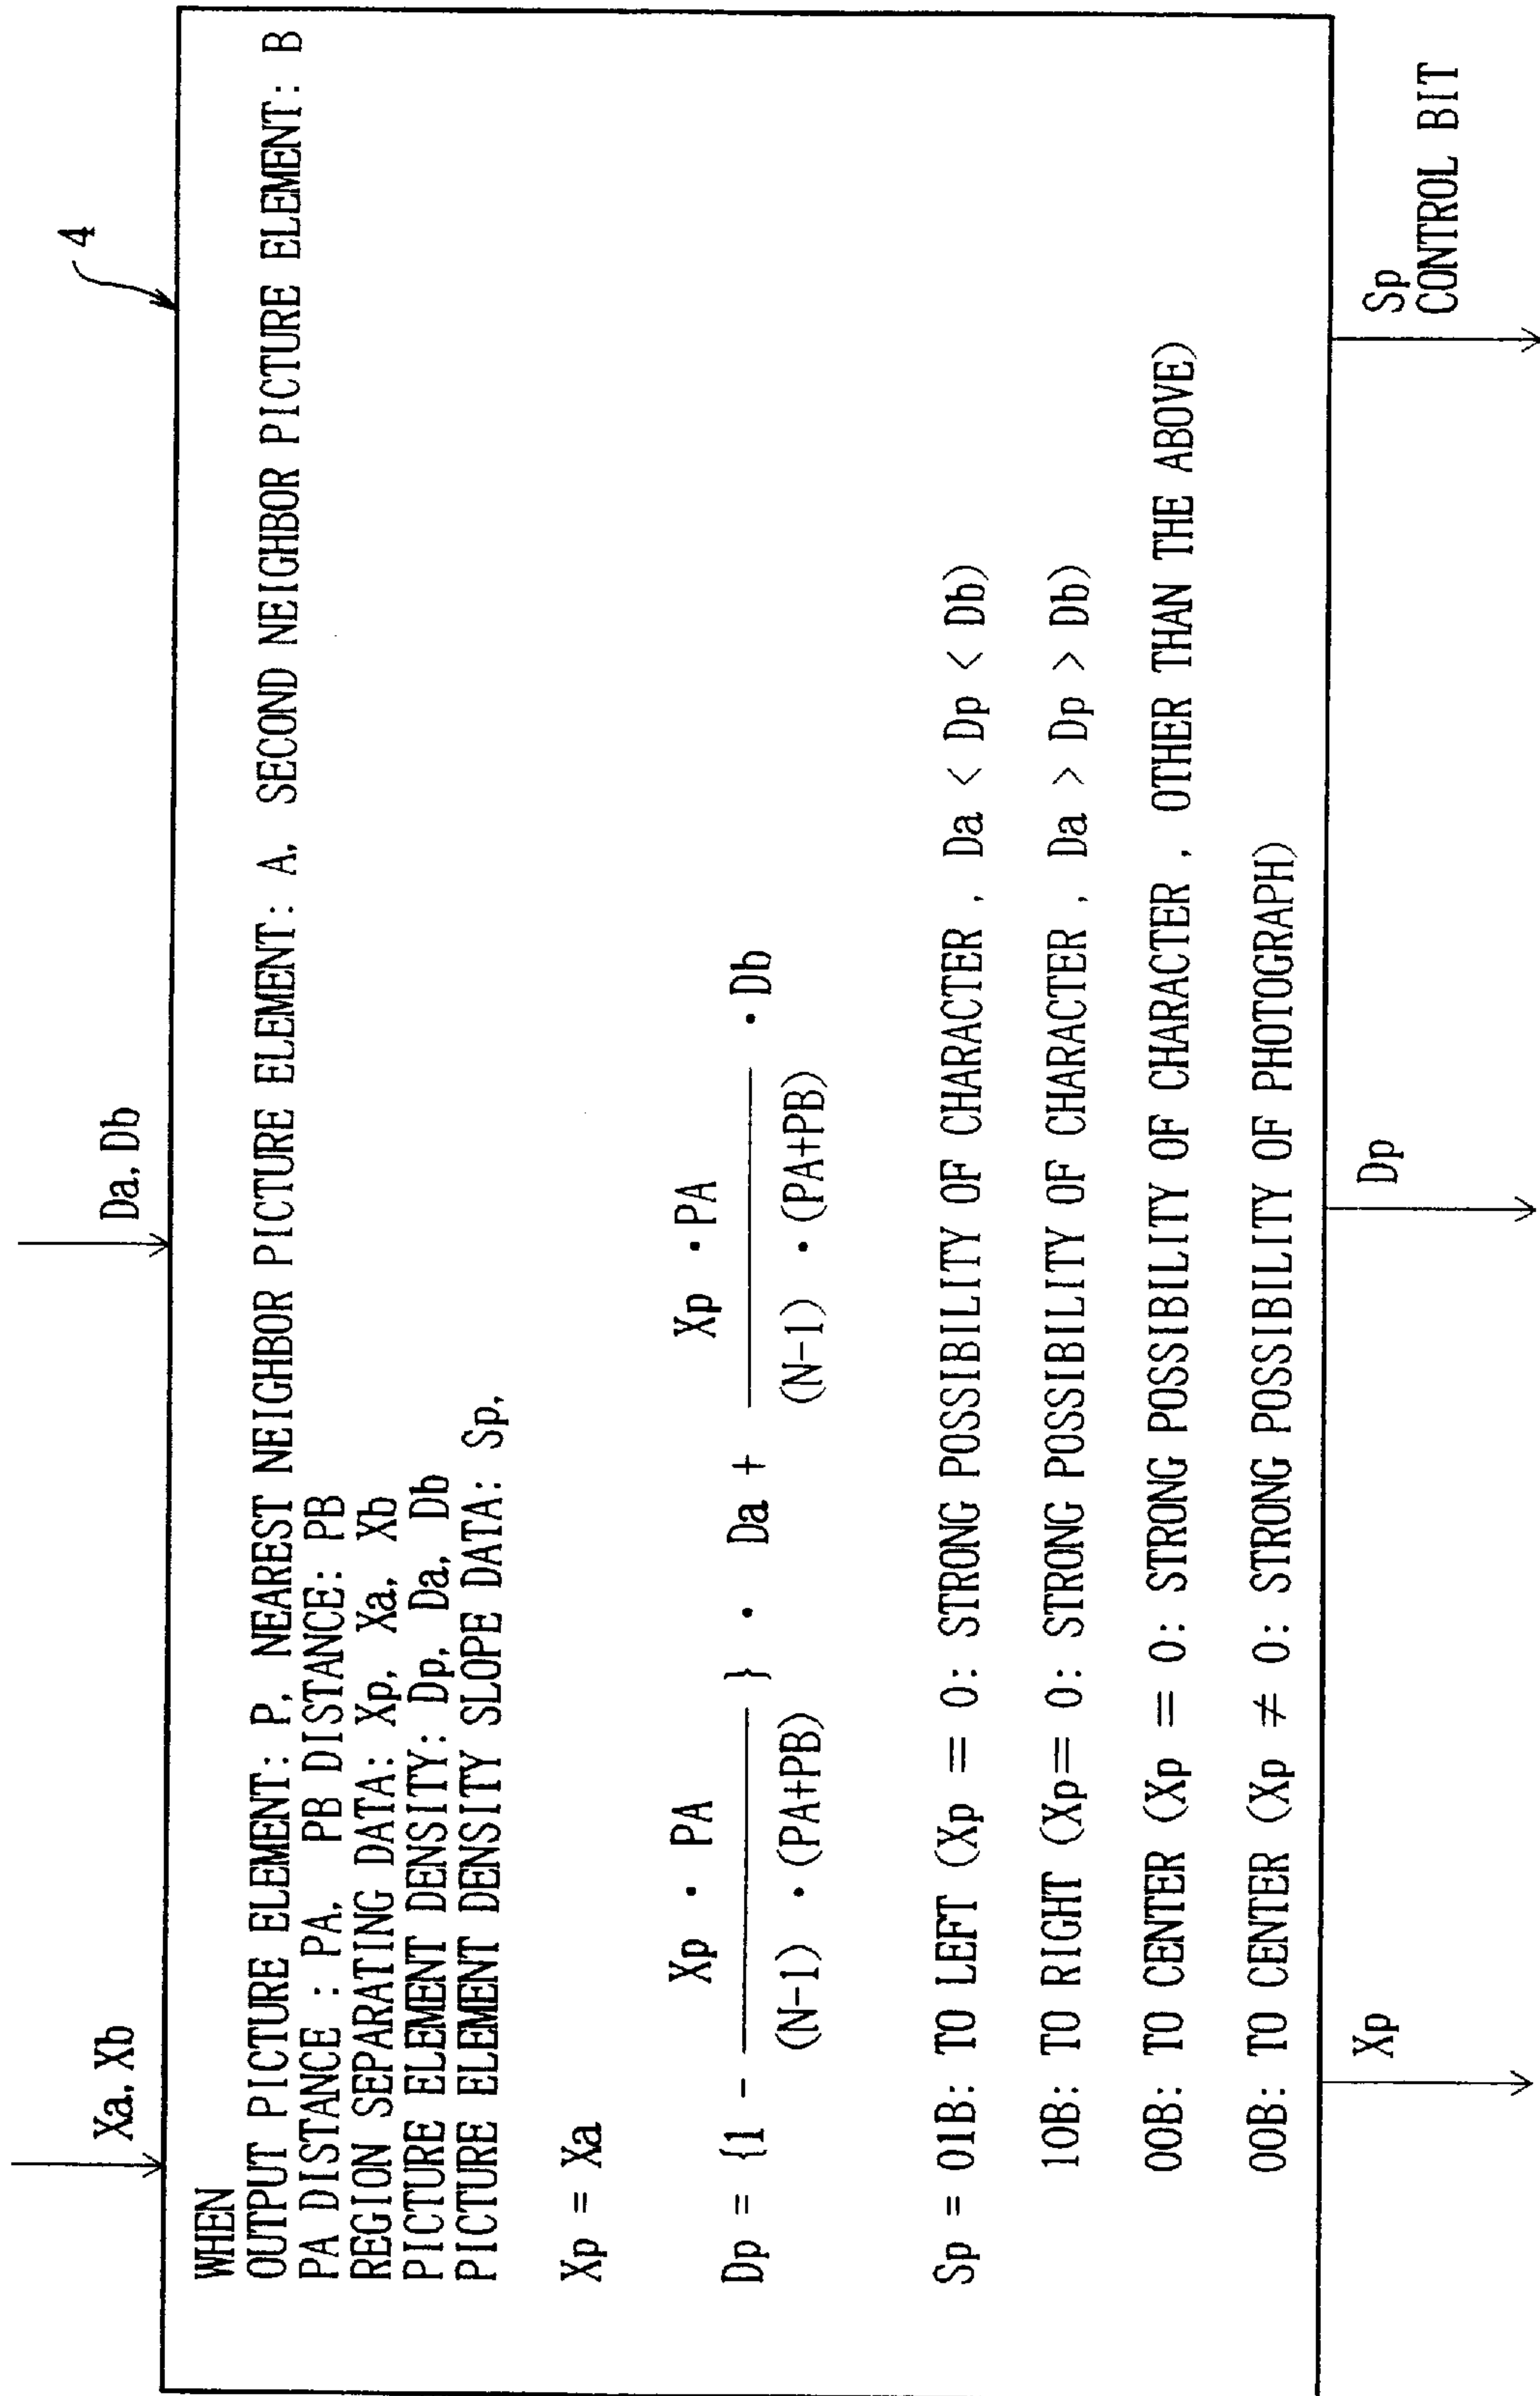 Xa, Xb
Da, Db
4
WHEN
OUTPUT PICTURE ELEMENT: P, NEAREST NEIGHBOR PICTURE ELEMENT: A, SECOND NEIGHBOR PICTURE ELEMENT: B
PA DISTANCE : PA, PB DISTANCE: PB
REGION SEPARATING DATA: Xp, Xa, Xb
PICTURE ELEMENT DENSITY: Dp, Da, Db
PICTURE ELEMENT DENSITY SLOPE DATA: Sp,
Xp = Xa
Xp · PA Xp · PA
Dp = {1 - } · Da + · Db
(N-1) · (PA+PB) (N-1) · (PA+PB)
Sp = 01B: TO LEFT (Xp = 0: STRONG POSSIBILITY OF CHARACTER , Da < Dp < Db)
10B: TO RIGHT (Xp= 0: STRONG POSSIBILITY OF CHARACTER , Da > Dp > Db)
00B: TO CENTER (Xp = 0: STRONG POSSIBILITY OF CHARACTER , OTHER THAN THE ABOVE)
00B: TO CENTER (Xp ≠ 0: STRONG POSSIBILITY OF PHOTOGRAPH)
Xp
Dp
Sp
CONTROL BIT